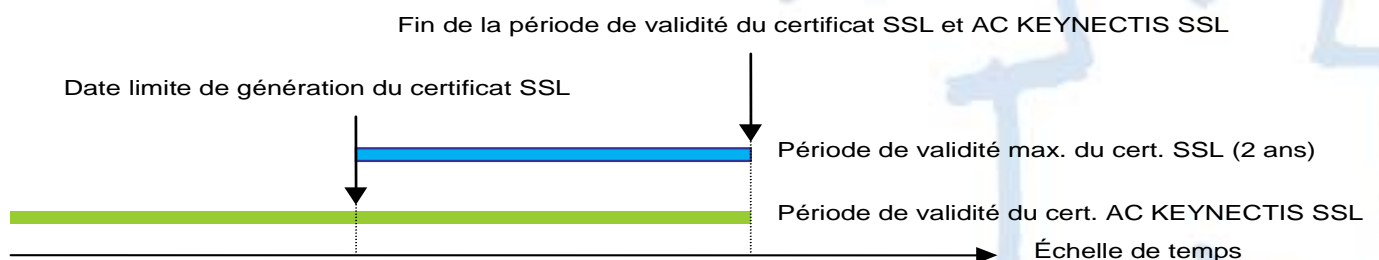 Fin de la période de validité du certificat SSL et AC KEYNECTIS SSL
Date limite de génération du certificat SSL
Période de validité max. du cert. SSL (2 ans)
Période de validité du cert. AC KEYNECTIS SSL
Échelle de temps